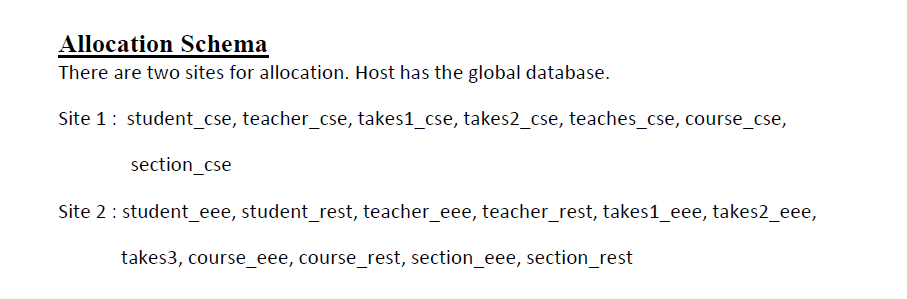 Allocation Schema
There are two sites for allocation. Host has the global database.
Site 1 : student_cse, teacher_cse, takes1_cse, takes2_cse, teaches_cse, course_cse,
section_cse
Site 2 : student_eee, student_rest, teacher_eee, teacher_rest, takes1_eee, takes2_eee,
takes3, course_eee, course_rest, section_eee, section_rest